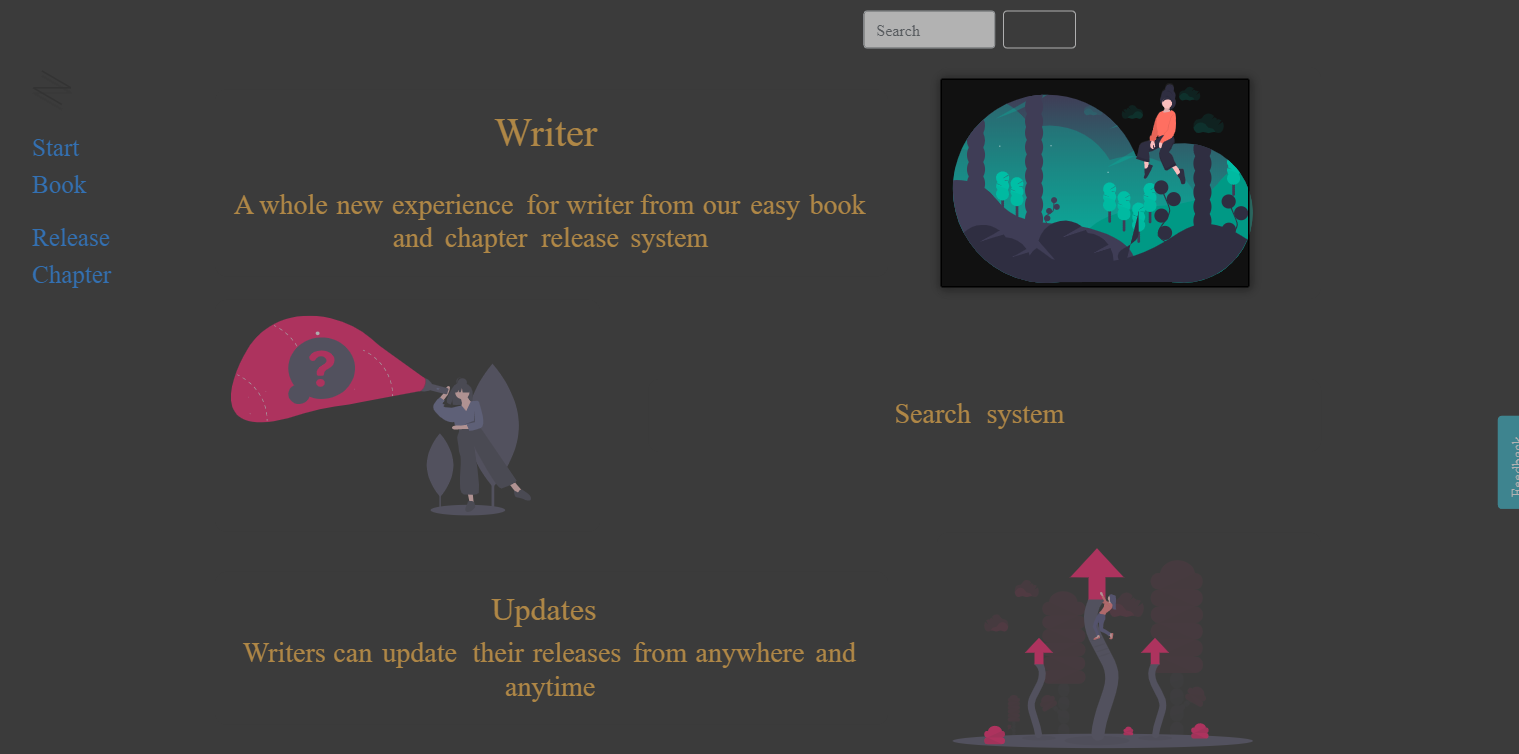 Search
Start
Book
Release
Chapter
Writer
A whole new experience for writer from our easy book
and chapter release system
?
Search system
Feedback
Updates
Writers can update their releases from anywhere and
anytime